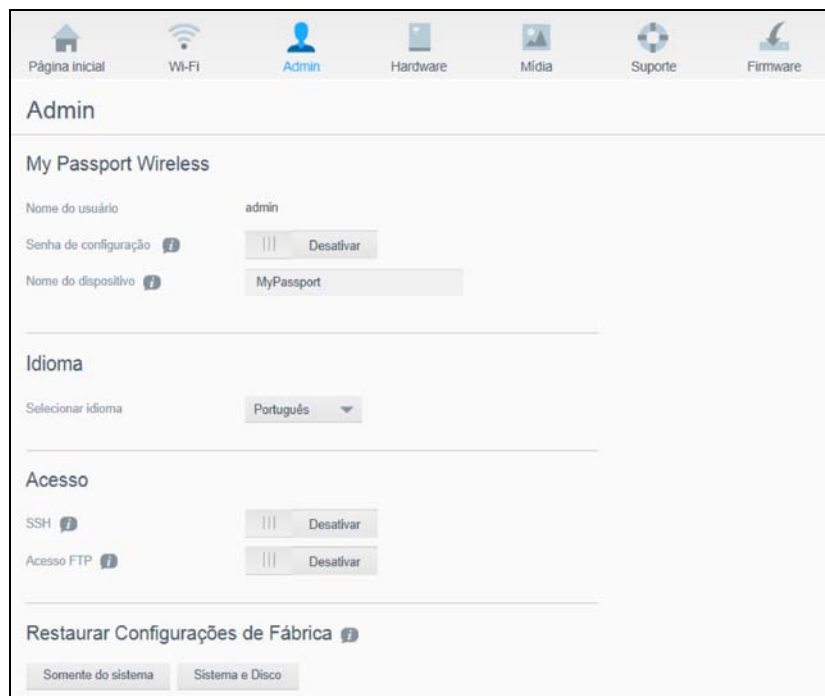 Página inicial Wi-Fi Admin Hardware Mídia Suporte Firmware
Admin
My Passport Wireless
Nome do usuário admin
Senha de configuração Desativar
Nome do dispositivo MyPassport
Idioma
Selecionar idioma Português
Acesso
SSH Desativar
Acesso FTP Desativar
Restaurar Configurações de Fábrica
Somente do sistema Sistema e Disco